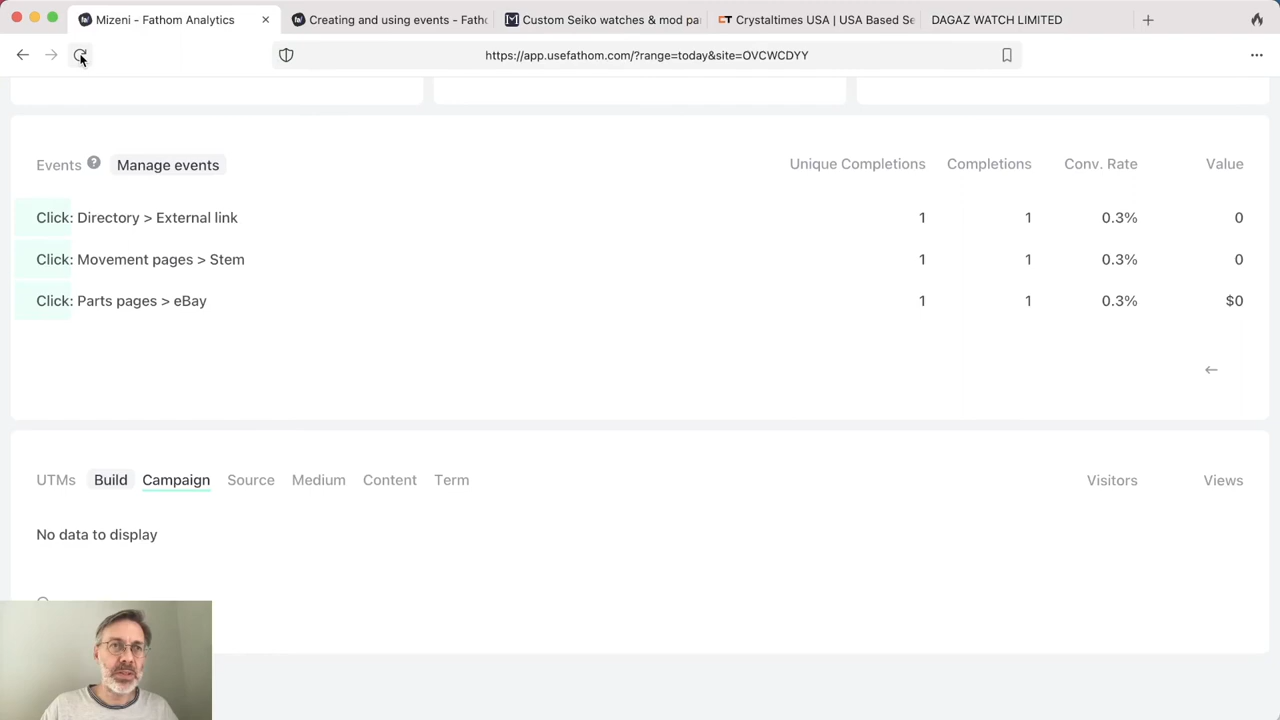 Mizeni - Fathom Analytics
Creating and using events - Fatho
Custom Seiko watches & mod pa
Crystaltimes USA | USA Based Se
DAGAZ WATCH LIMITED
https://app.usefathom.com/?range=today&site=OVCWCDYY
Events ? Manage events Unique Completions Completions Conv. Rate Value
Click: Directory > External link 1 1 0.3% 0
Click: Movement pages > Stem 1 1 0.3% 0
Click: Parts pages > eBay 1 1 0.3% $0
UTMs Build Campaign Source Medium Content Term Visitors Views
No data to display